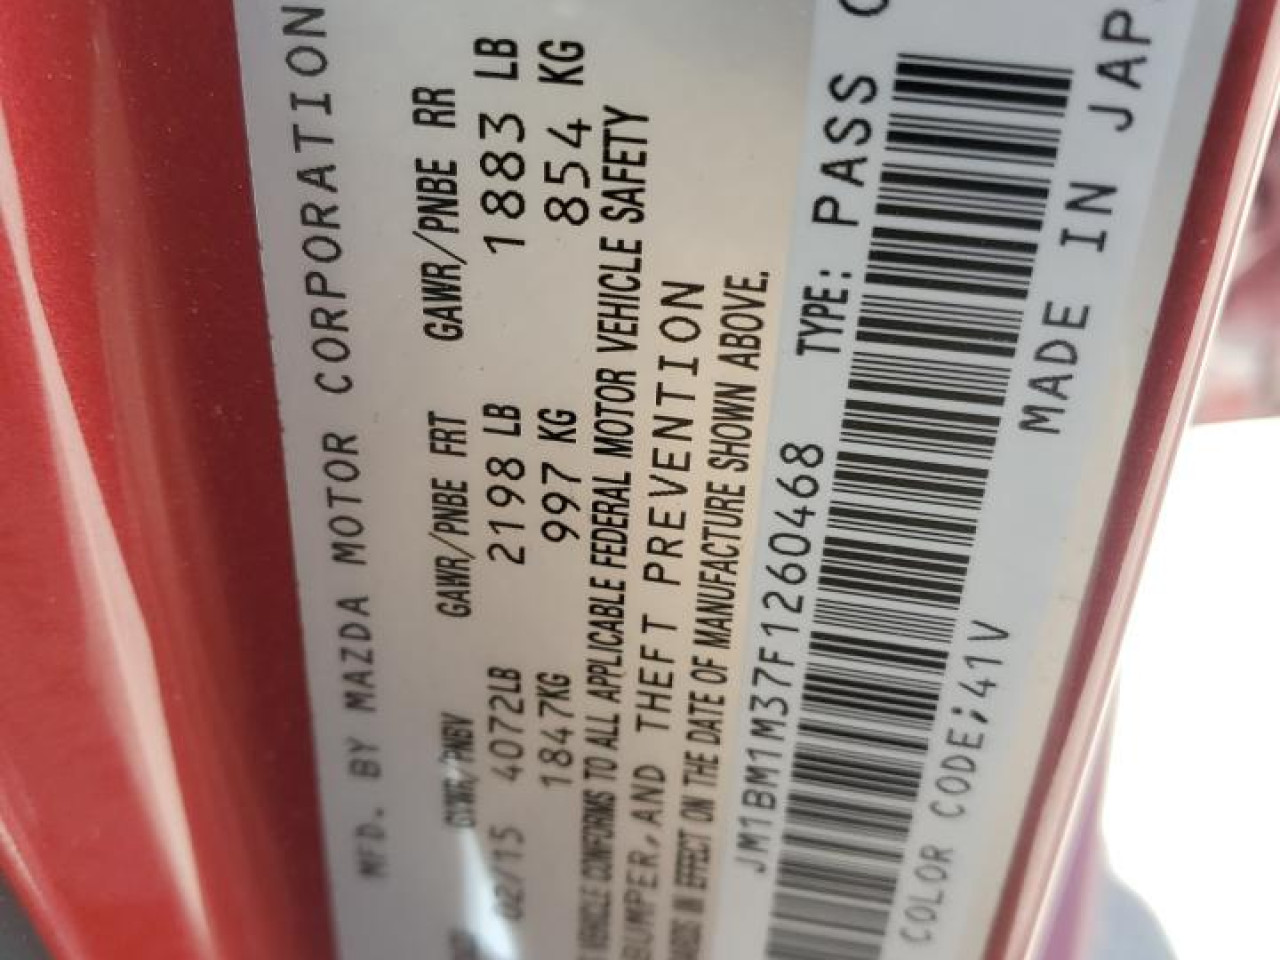 MFD. BY MAZDA MOTOR CORPORATION
GVWR/PNBV GAWR/PNBE FRT GAWR/PNBE RR
02/15 4072LB 2198 LB 1883 LB
1847KG 997 KG 854 KG
VEHICLE CONFORMS TO ALL APPLICABLE FEDERAL MOTOR VEHICLE SAFETY
BUMPER, AND THEFT PREVENTION
IN EFFECT ON THE DATE OF MANUFACTURE SHOWN ABOVE.
JM1BM1M37F1260468 TYPE: PASS
COLOR CODE;41V MADE IN JAP